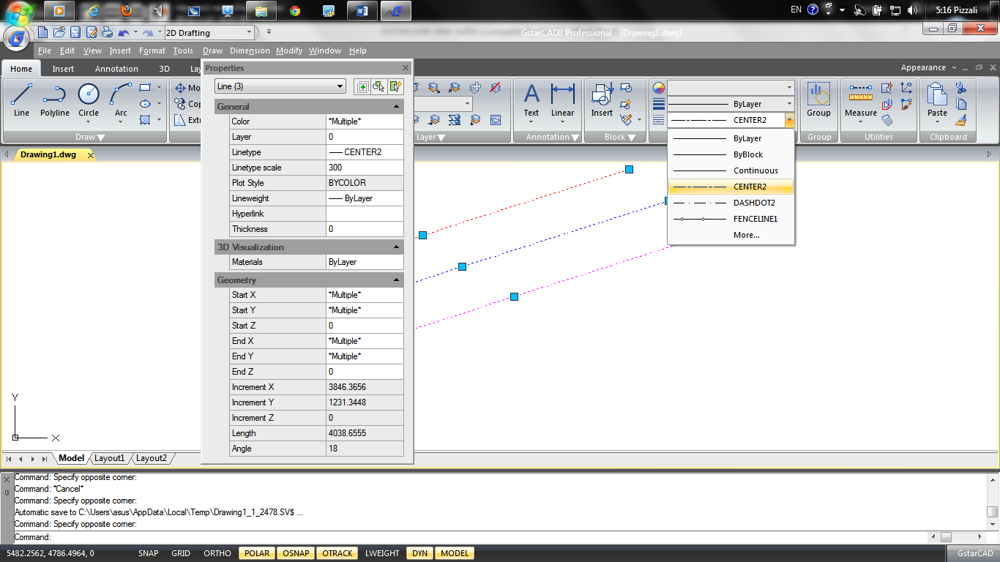 EN
5:16 Pizzali
2D Drafting
GstarCAD8 Professional - [Drawing1.dwg]
File Edit View Insert Format Tools Draw Dimension Modify Window Help
Home Insert Annotation 3D
Appearance
Line Polyline Circle Arc
Draw
Layer
Text Linear
Annotation
Insert
Block
ByLayer
CENTER2
Group
Group
Measure
Utilities
Paste
Clipboard
ByLayer
ByBlock
Continuous
CENTER2
DASHDOT2
FENCELINE1
More...
Drawing1.dwg
Properties
Line (3)
General
Color *Multiple*
Layer 0
Linetype CENTER2
Linetype scale 300
Plot Style BYCOLOR
Lineweight ByLayer
Hyperlink
Thickness 0
3D Visualization
Materials ByLayer
Geometry
Start X *Multiple*
Start Y *Multiple*
Start Z 0
End X *Multiple*
End Y *Multiple*
End Z 0
Increment X 3846.3656
Increment Y 1231.3448
Increment Z 0
Length 4038.6555
Angle 18
Y
X
Model Layout1 Layout2
Command: Specify opposite corner:
Command: *Cancel*
Command: Specify opposite corner:
Automatic save to C:\Users\asus\AppData\Local\Temp\Drawing1_1_2478.SV$ ...
Command: Specify opposite corner:
Command:
5482.2562, 4786.4964, 0 SNAP GRID ORTHO POLAR OSNAP OTRACK LWEIGHT DYN MODEL GstarCAD